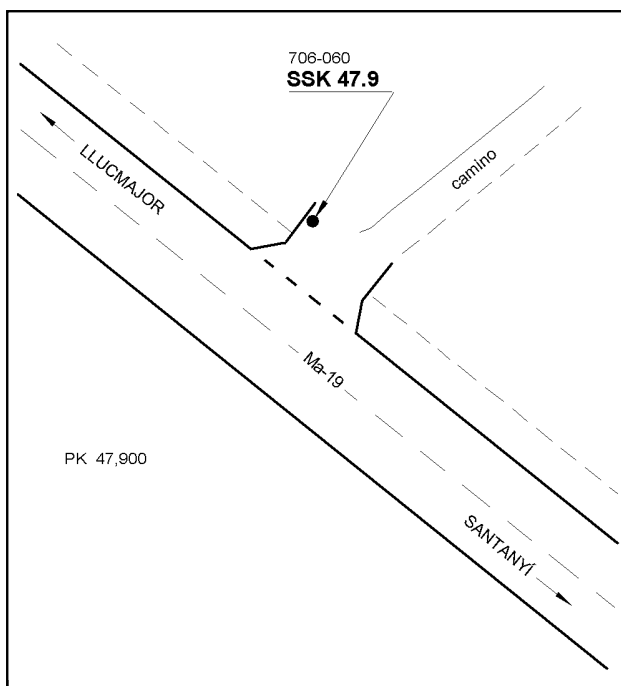 706-060
SSK 47.9
LLUCMAJOR
camino
Ma-19
PK 47,900
SANTANYÍ